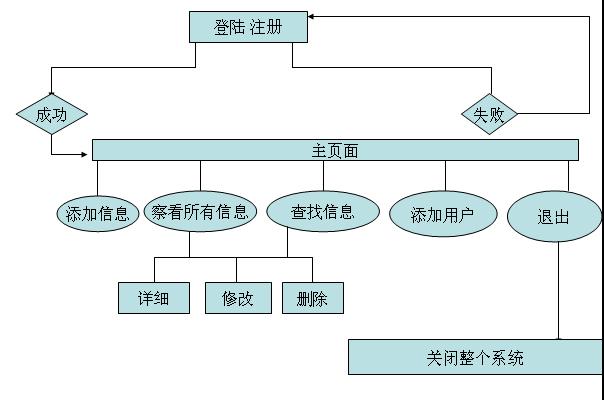 登陆 注册
成功
失败
主页面
添加信息
察看所有信息
查找信息
添加用户
退出
详细
修改
删除
关闭整个系统